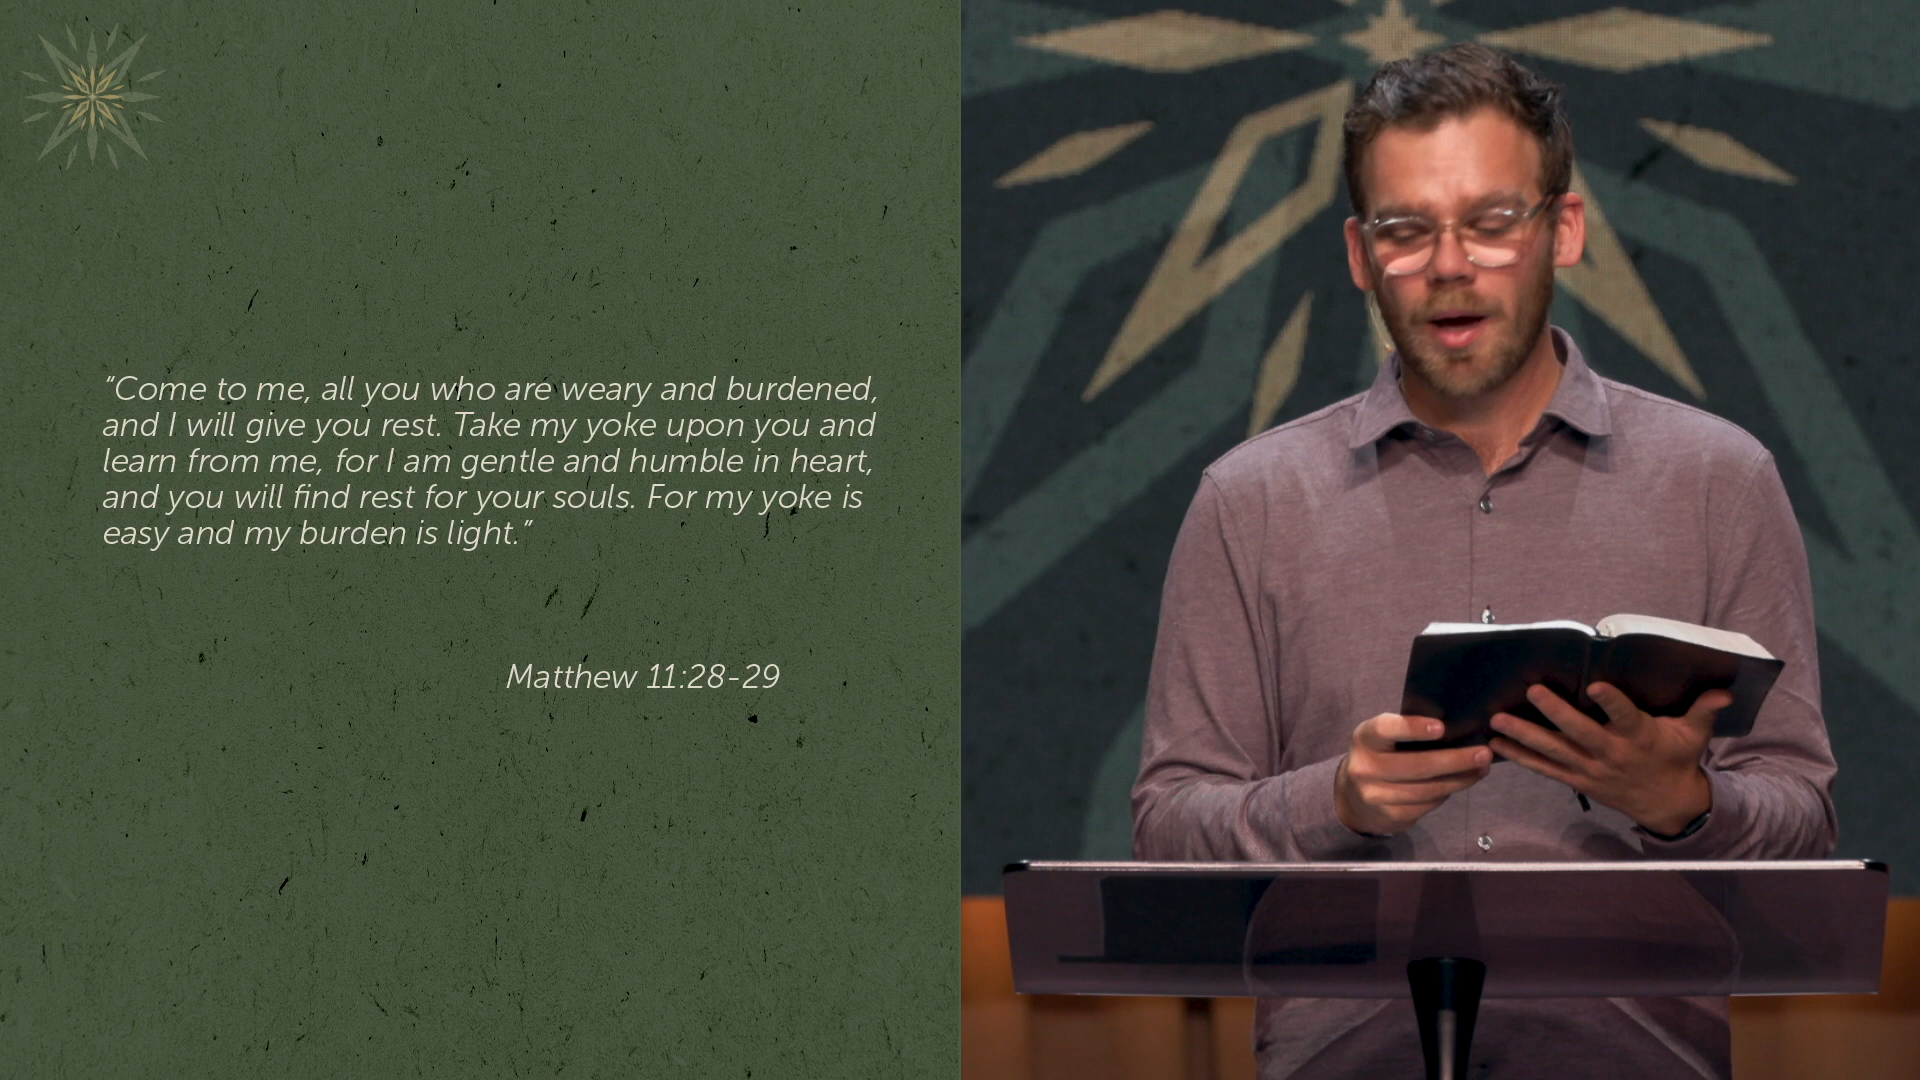 “Come to me, all you who are weary and burdened,
and I will give you rest. Take my yoke upon you and
learn from me, for I am gentle and humble in heart,
and you will find rest for your souls. For my yoke is
easy and my burden is light.”
Matthew 11:28-29